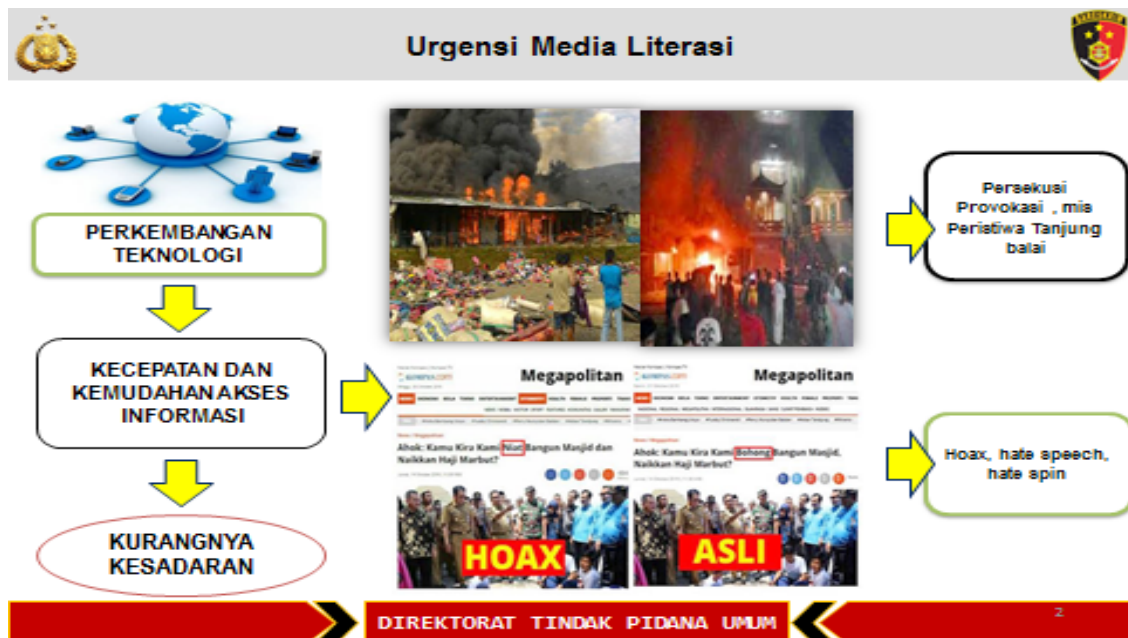 Urgensi Media Literasi
PERKEMBANGAN
TEKNOLOGI
KECEPATAN DAN
KEMUDAHAN AKSES
INFORMASI
KURANGNYA
KESADARAN
Megapolitan
Ahok: Kamu Kira Kami Niat Bangun Masjid dan
Naikkan Haji Marbut?
HOAX
Megapolitan
Ahok: Kamu Kira Kami Bohong Bangun Masjid,
Naikkan Haji Marbut?
ASLI
Persekusi
Provokasi , mis
Peristiwa Tanjung
balai
Hoax, hate speech,
hate spin
DIREKTORAT TINDAK PIDANA UMUM
2